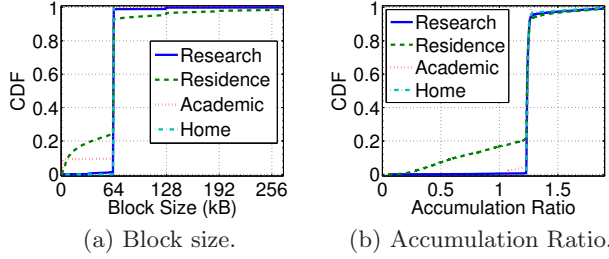 1
0.8
0.6
0.4
0.2
0
CDF
0 64 128 192 256
Block Size (kB)
Research
Residence
Academic
Home
(a) Block size.
1
0.8
0.6
0.4
0.2
0
CDF
0 0.5 1 1.5
Accumulation Ratio
Research
Residence
Academic
Home
(b) Accumulation Ratio.